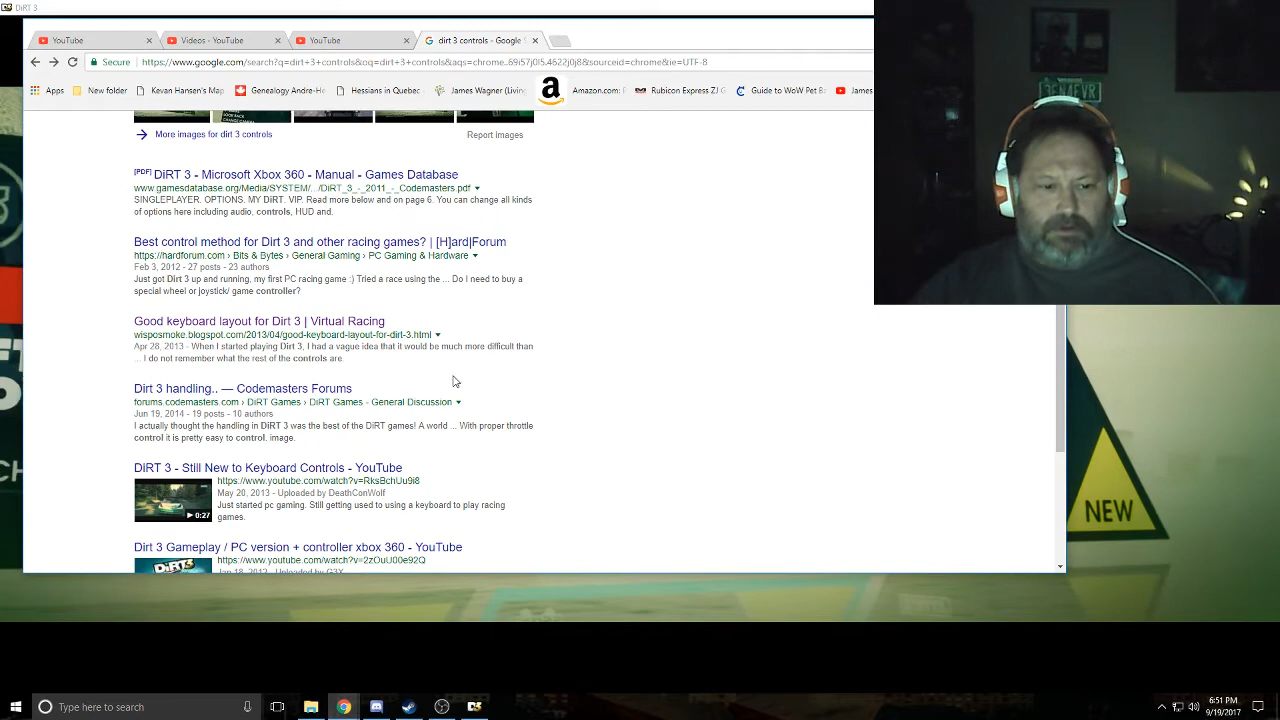 DiRT 3
YouTube
Videos - YouTube
YouTube
dirt 3 controls - Google
Secure
https://www.google.com/search?q=dirt+3+controls&oq=dirt+3+controls&aqs=chrome..69i57j0l5.4622j0j8&sourceid=chrome&ie=UTF-8
Apps
New folder
Kevan Hansen's Map
Genealogy Andre-He
Hessians in Quebec
James Wagner (Living
Amazon.com:
Rubicon Express ZJ G
Guide to WoW Pet Ba
James
More images for dirt 3 controls
Report images
[PDF] DiRT 3 - Microsoft Xbox 360 - Manual - Games Database
www.gamesdatabase.org/Media/SYSTEM/.../DiRT_3_-_2011_-_Codemasters.pdf
SINGLEPLAYER. OPTIONS. MY DiRT. VIP. Read more below and on page 6. You can change all kinds
of options here including audio, controls, HUD and.
Best control method for Dirt 3 and other racing games? | [H]ard|Forum
https://hardforum.com › Bits & Bytes › General Gaming › PC Gaming & Hardware
Feb 3, 2012 - 27 posts - 23 authors
Just got Dirt 3 up and running, my first PC racing game :) Tried a race using the ... Do I need to buy a
special wheel or joystick/ game controller?
Good keyboard layout for Dirt 3 | Virtual Racing
wisposmoke.blogspot.com/2013/04/good-keyboard-layout-for-dirt-3.html
Apr 28, 2013 - When I started playing Dirt 3, I had a vague idea that it would be much more difficult than
... I do not remember what the rest of the controls are.
Dirt 3 handling.. — Codemasters Forums
forums.codemasters.com › DiRT Games › DiRT Games - General Discussion
Jun 19, 2014 - 19 posts - 10 authors
I actually thought the handling in DiRT 3 was the best of the DiRT games! A world ... With proper throttle
control it is pretty easy to control. image.
DiRT 3 - Still New to Keyboard Controls - YouTube
https://www.youtube.com/watch?v=RksBchUu9i8
May 20, 2013 - Uploaded by DeathConWolf
Just started pc gaming. Still getting used to using a keyboard to play racing
games.
0:27
Dirt 3 Gameplay / PC version + controller xbox 360 - YouTube
https://www.youtube.com/watch?v=2zOuU00e92Q
NEW
Type here to search
6:51 PM
9/19/2017